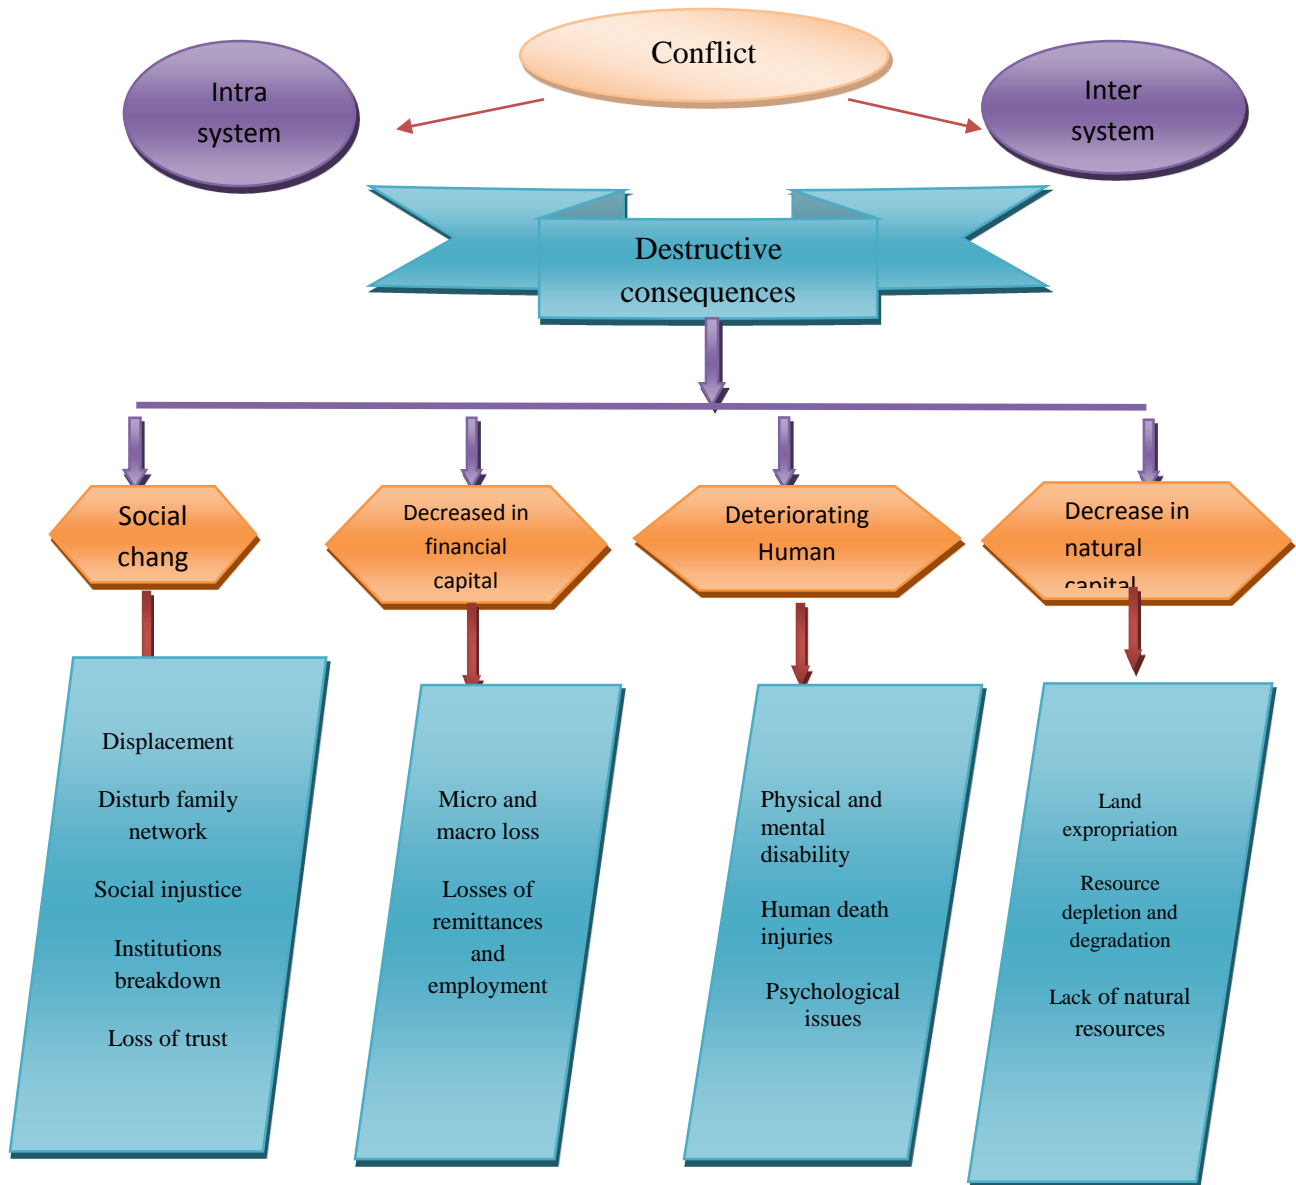 Conflict
Intra
system
Inter
system
Destructive
consequences
Social
chang
Decreased in
financial
capital
Deteriorating
Human
Decrease in
natural
capital
Displacement
Disturb family
network
Social injustice
Institutions
breakdown
Loss of trust
Micro and
macro loss
Losses of
remittances
and
employment
Physical and
mental
disability
Human death
injuries
Psychological
issues
Land
expropriation
Resource
depletion and
degradation
Lack of natural
resources